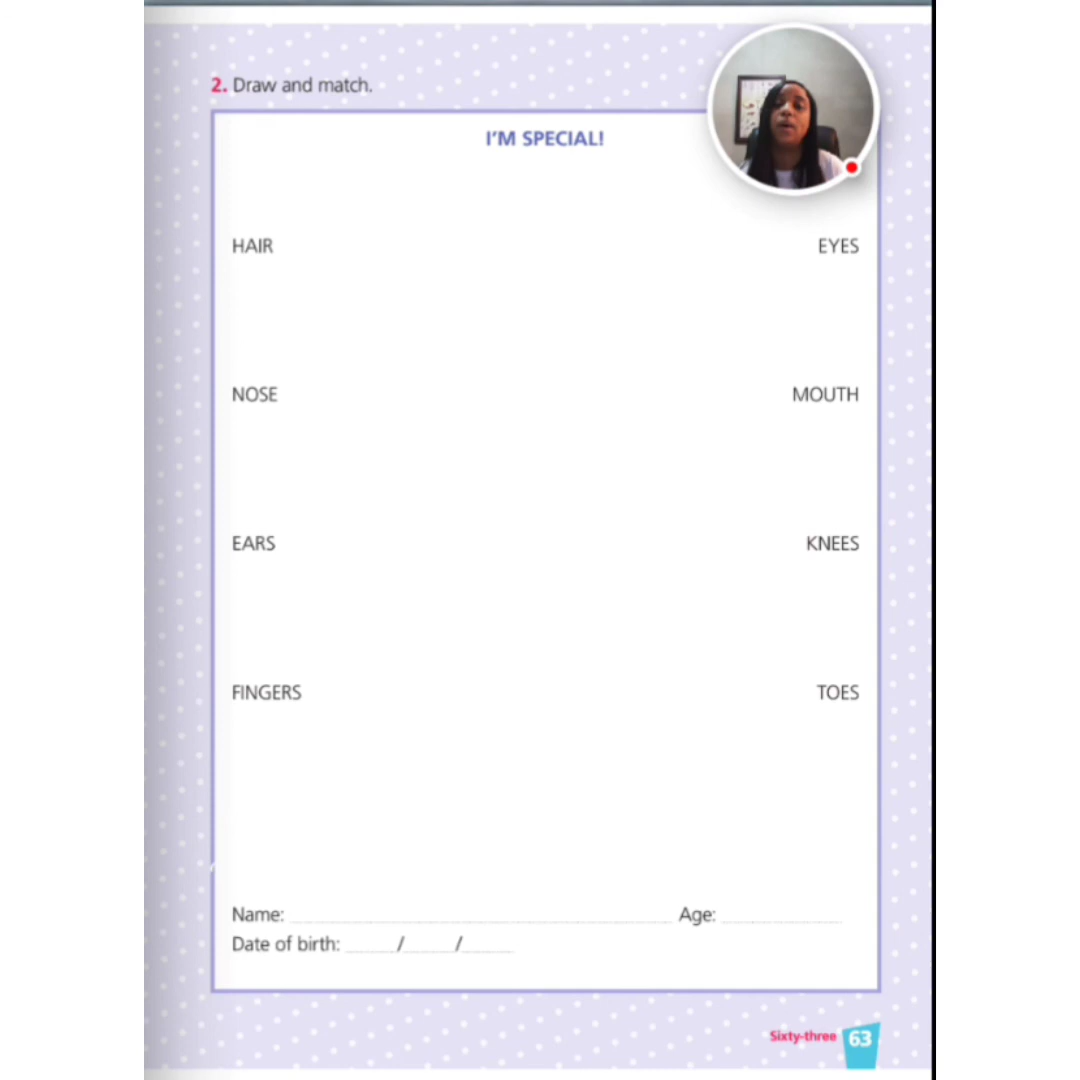 2. Draw and match.
I'M SPECIAL!
HAIR EYES
NOSE MOUTH
EARS KNEES
FINGERS TOES
Name: Age:
Date of birth: / /
Sixty-three 63